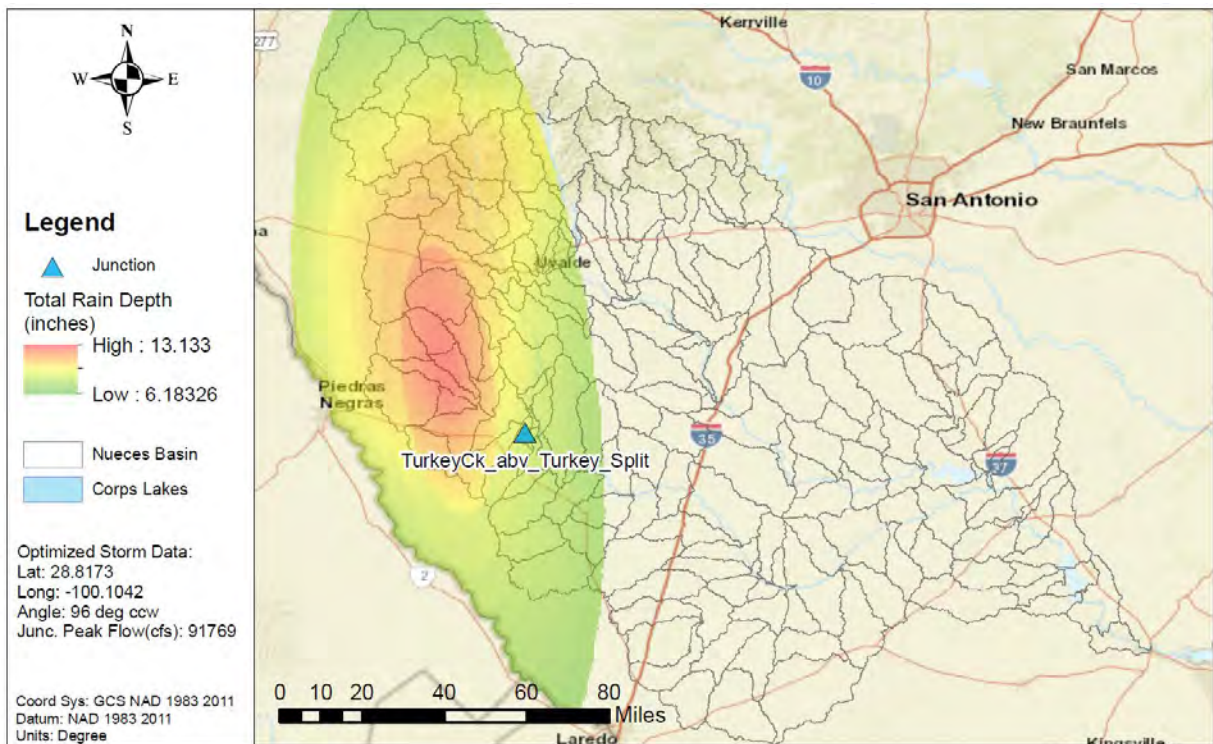 N
W E
S
Legend
Junction
Total Rain Depth
(inches)
High : 13.133
Low : 6.18326
Nueces Basin
Corps Lakes
Optimized Storm Data:
Lat: 28.8173
Long: -100.1042
Angle: 96 deg ccw
Junc. Peak Flow(cfs): 91769
Coord Sys: GCS NAD 1983 2011
Datum: NAD 1983 2011
Units: Degree
277
Kerrville
10
San Marcos
New Braunfels
San Antonio
Uvalde
Piedras
Negras
35
TurkeyCk_abv_Turkey_Split
37
2
0 10 20 40 60 80
Miles
Laredo
Kingsville